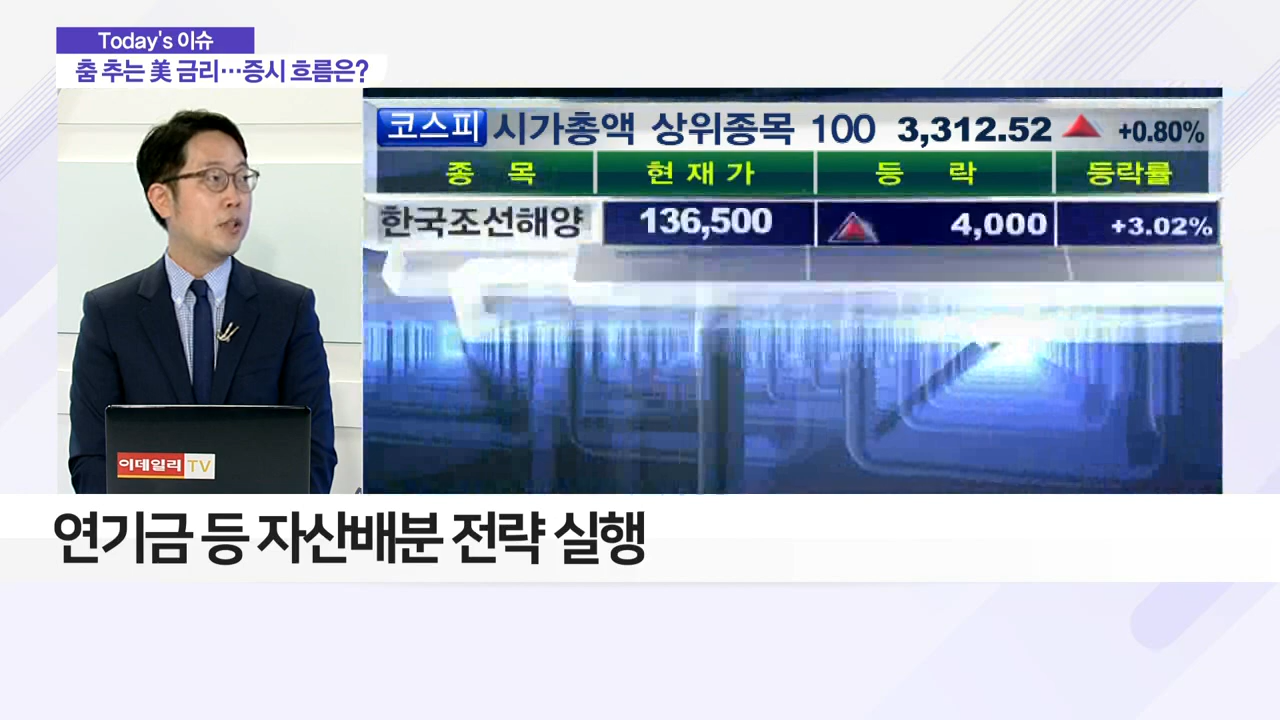 Today's 이슈
춤 추는 美 금리…증시 흐름은?
코스피 시가총액 상위종목 100 3,312.52 ▲ +0.80%
종 목 현 재 가 등 락 등락률
한국조선해양 136,500 ▲ 4,000 +3.02%
이데일리TV
연기금 등 자산배분 전략 실행